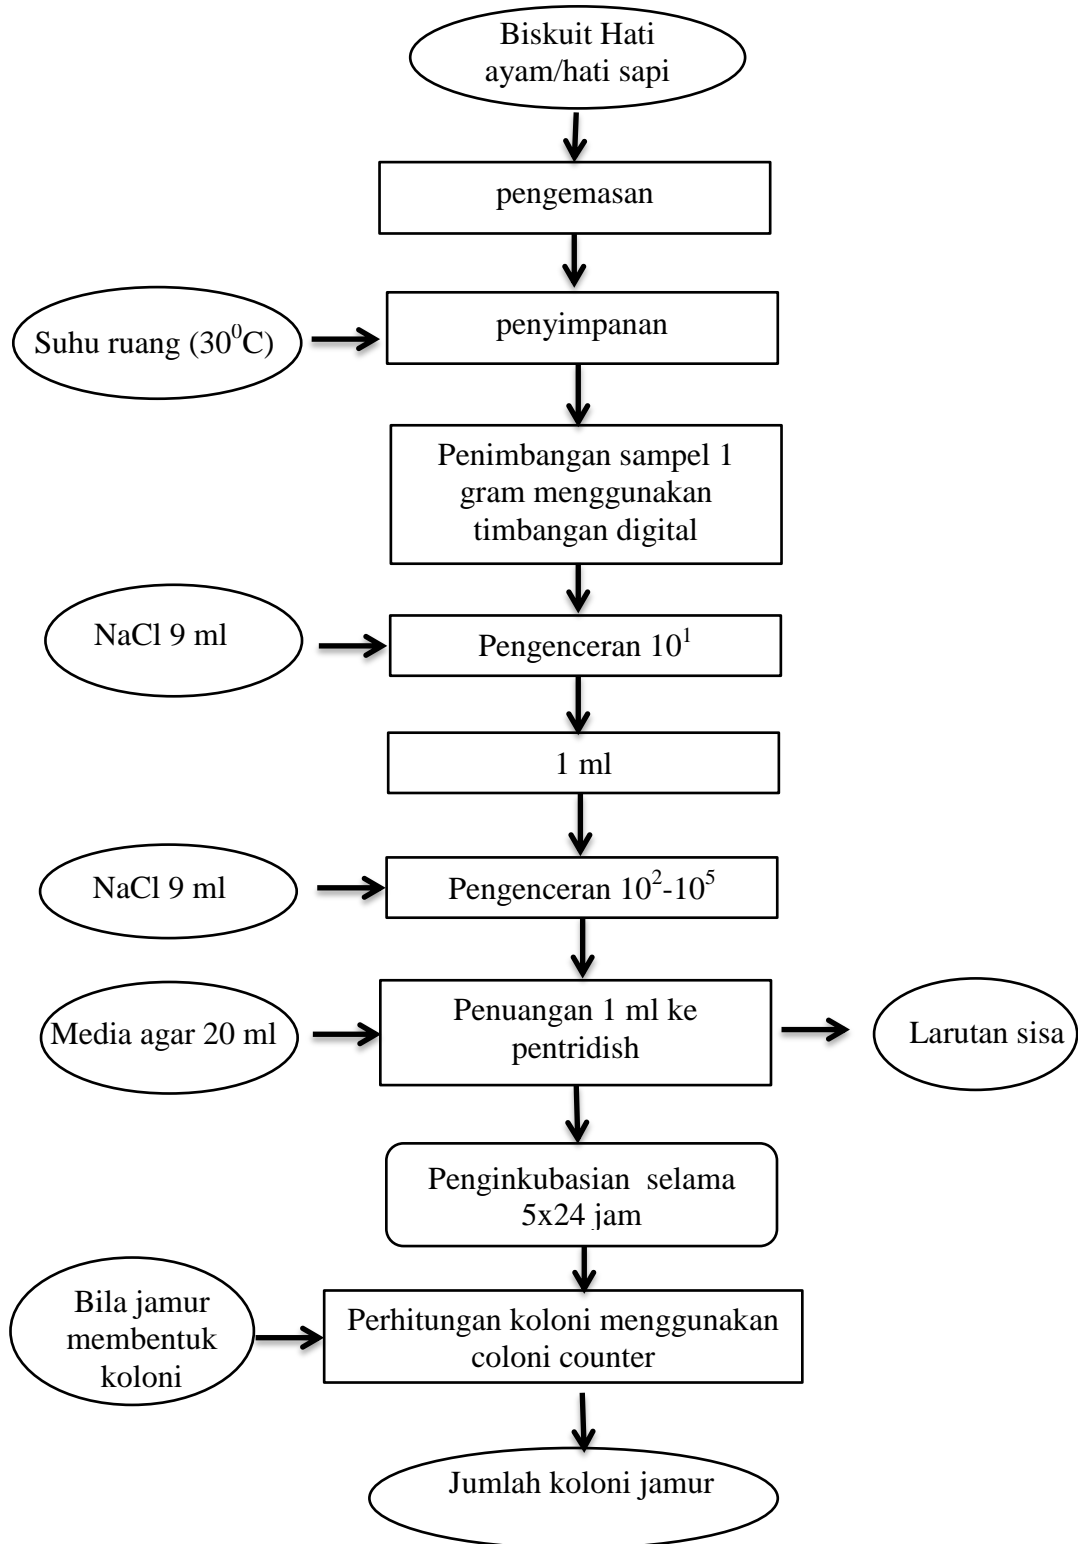 Biskuit Hati
ayam/hati sapi
pengemasan
Suhu ruang (30⁰C)
penyimpanan
Penimbangan sampel 1
gram menggunakan
timbangan digital
NaCl 9 ml
Pengenceran 10¹
1 ml
NaCl 9 ml
Pengenceran 10²-10⁵
Media agar 20 ml
Penuangan 1 ml ke
pentridish
Larutan sisa
Penginkubasian selama
5x24 jam
Bila jamur
membentuk
koloni
Perhitungan koloni menggunakan
coloni counter
Jumlah koloni jamur